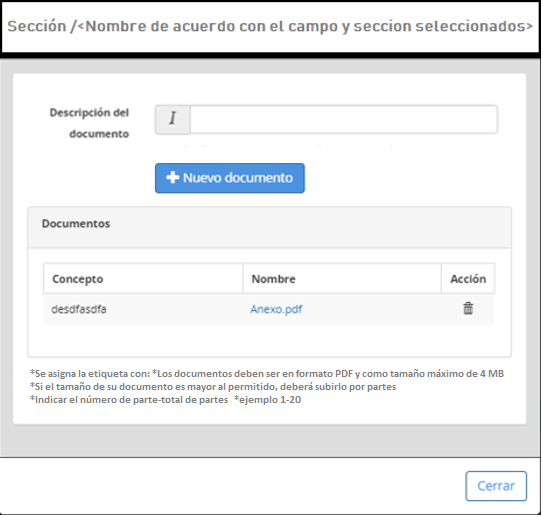 Sección /<Nombre de acuerdo con el campo y seccion seleccionados>
Descripción del
documento
I
+ Nuevo documento
Documentos
Concepto Nombre Acción
desdfasdfa Anexo.pdf
*Se asigna la etiqueta con: *Los documentos deben ser en formato PDF y como tamaño máximo de 4 MB
*Si el tamaño de su documento es mayor al permitido, deberá subirlo por partes
*Indicar el número de parte-total de partes *ejemplo 1-20
Cerrar